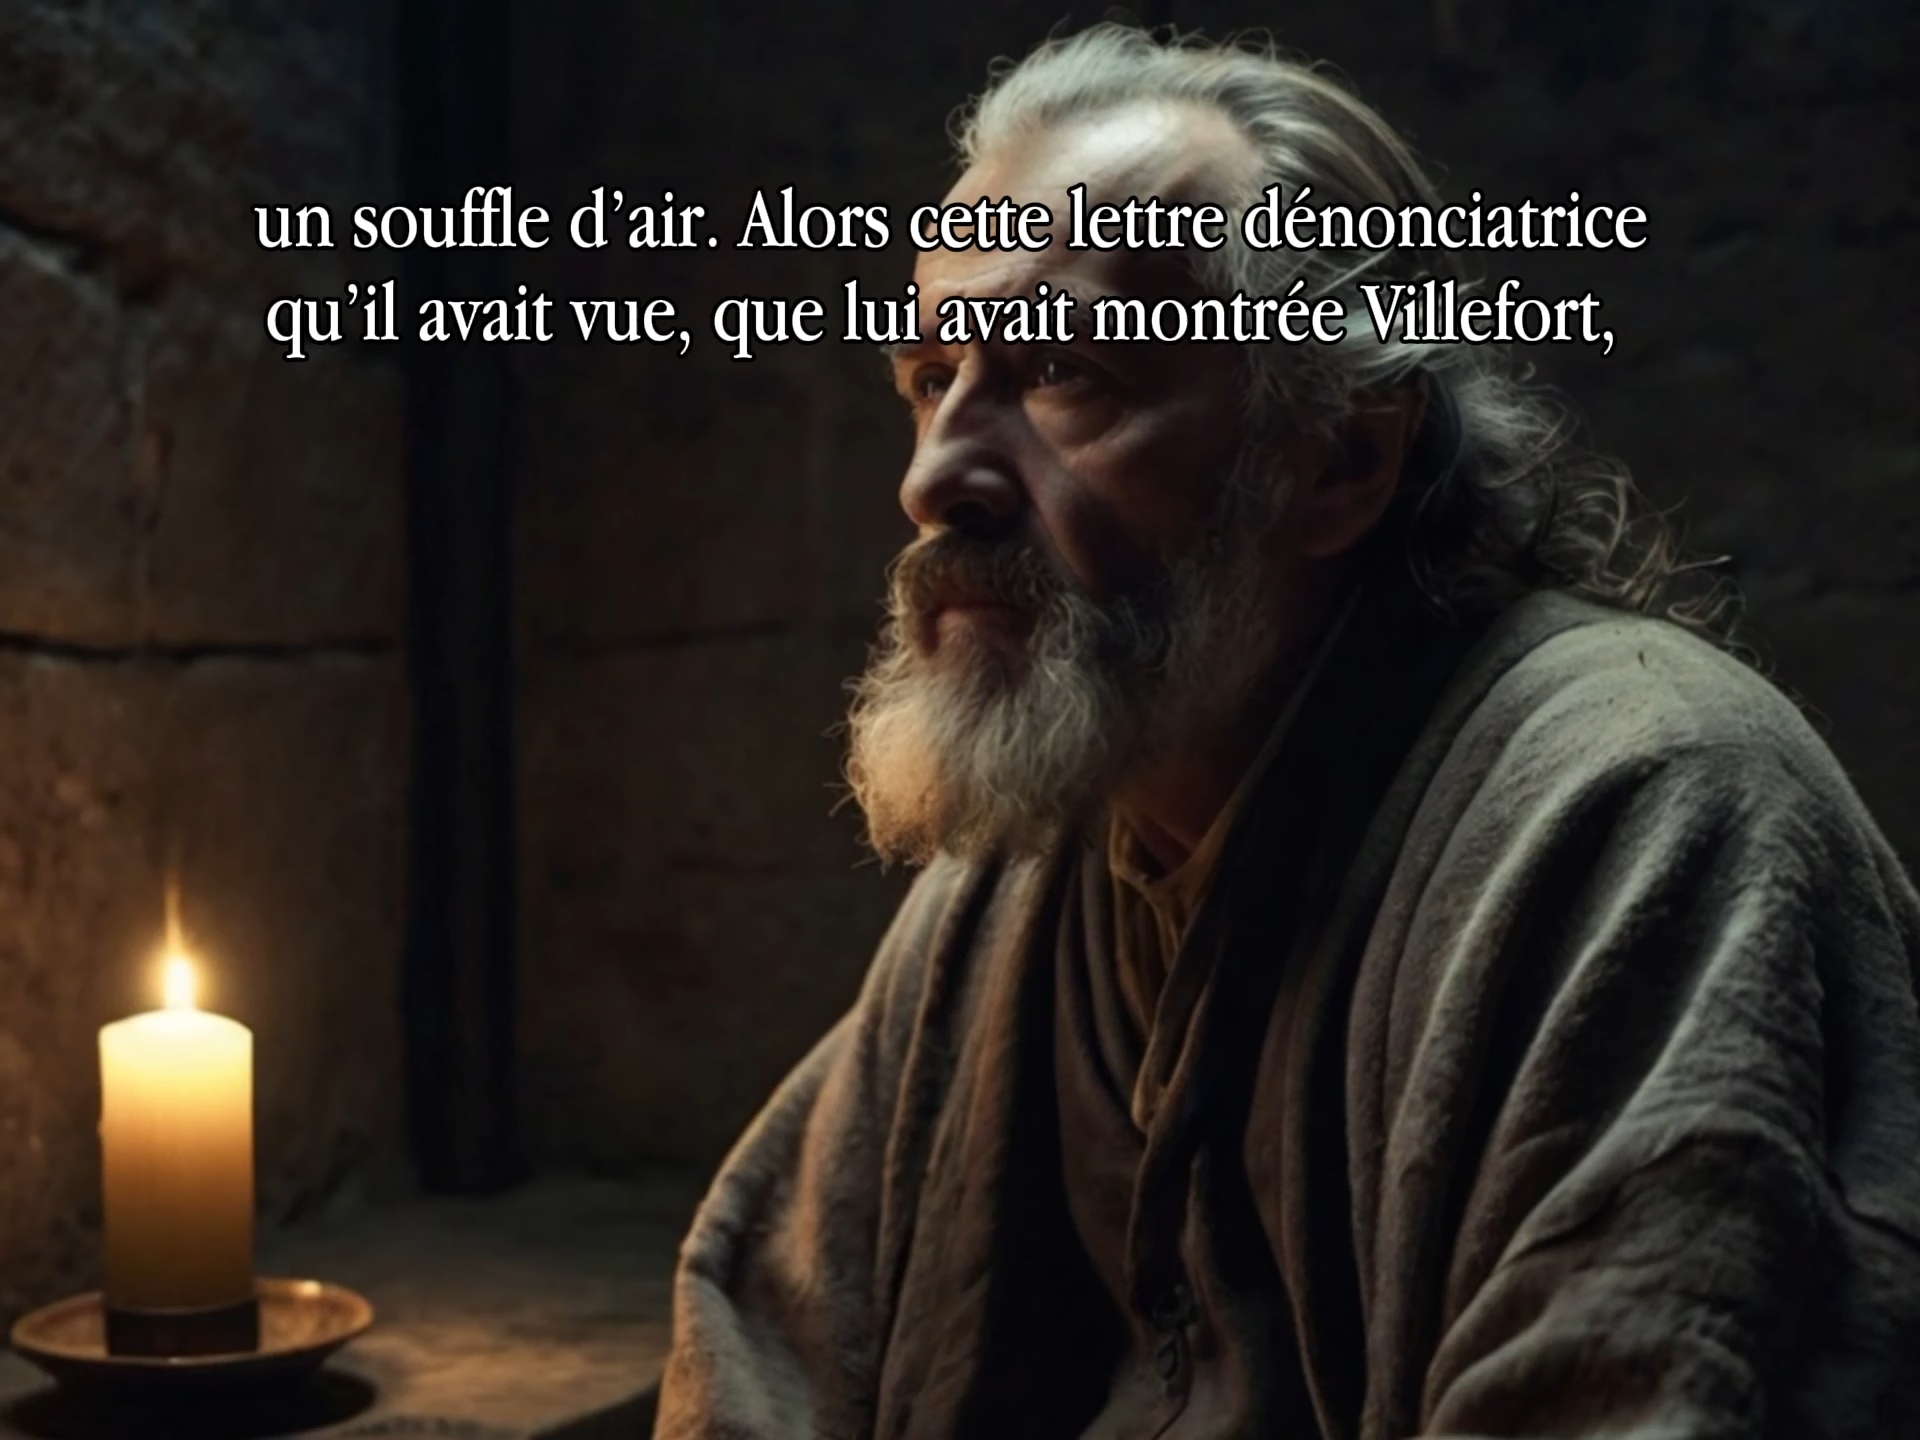 un souffle d’air. Alors cette lettre dénonciatrice
qu’il avait vue, que lui avait montrée Villefort,